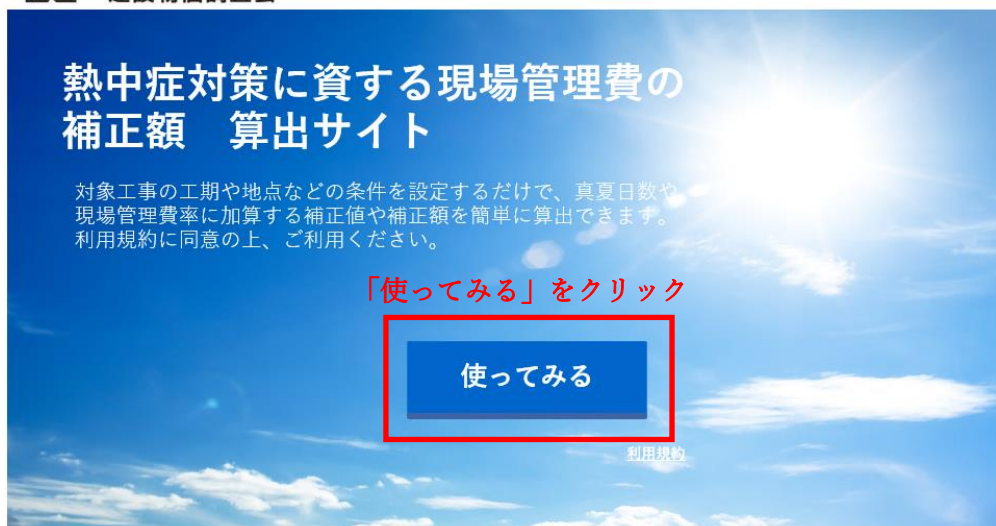 熱中症対策に資する現場管理費の
補正額 算出サイト
対象工事の工期や地点などの条件を設定するだけで、真夏日数や
現場管理費率に加算する補正値や補正額を簡単に算出できます。
利用規約に同意の上、ご利用ください。
「使ってみる」をクリック
使ってみる
利用規約